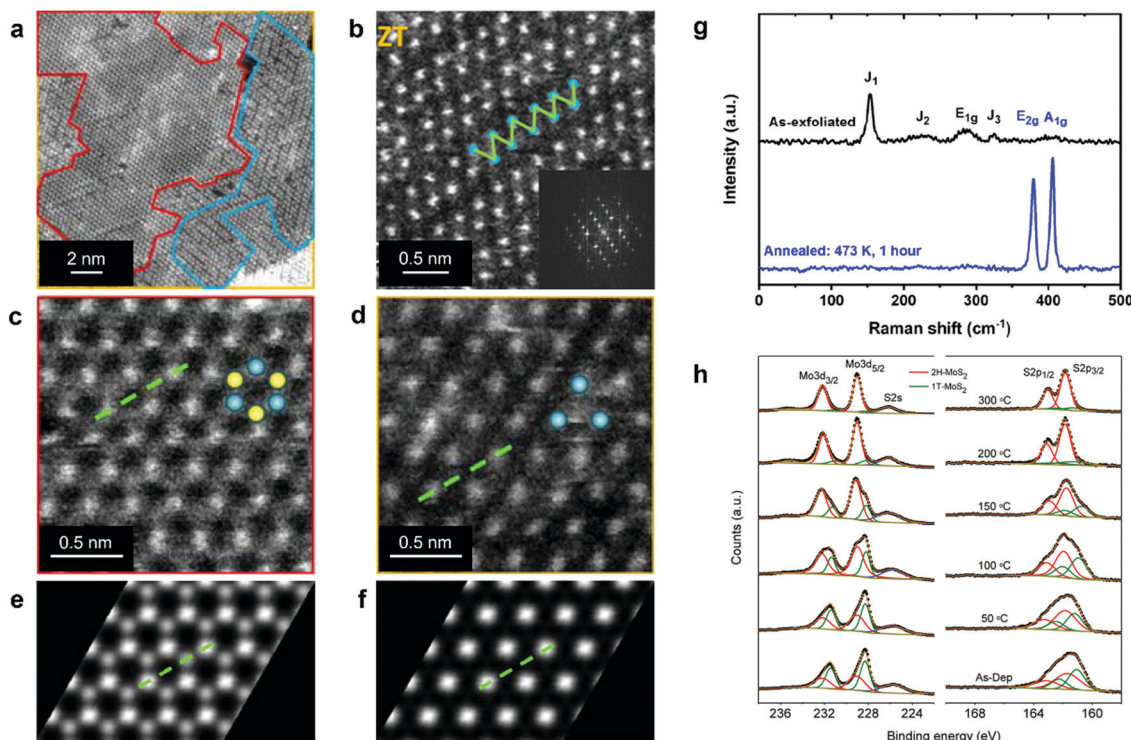 a
2 nm
b
ZT
0.5 nm
c
0.5 nm
d
0.5 nm
e
f
g
J1
J2
E1g
J3
E2g A1g
As-exfoliated
Annealed: 473 K, 1 hour
Intensity (a.u.)
0 100 200 300 400 500
Raman shift (cm-1)
h
Mo3d3/2
Mo3d5/2
S2s
2H-MoS2
1T-MoS2
S2p1/2
S2p3/2
300 °C
200 °C
150 °C
100 °C
50 °C
As-Dep
Counts (a.u.)
236 232 228 224 168 164 160
Binding energy (eV)